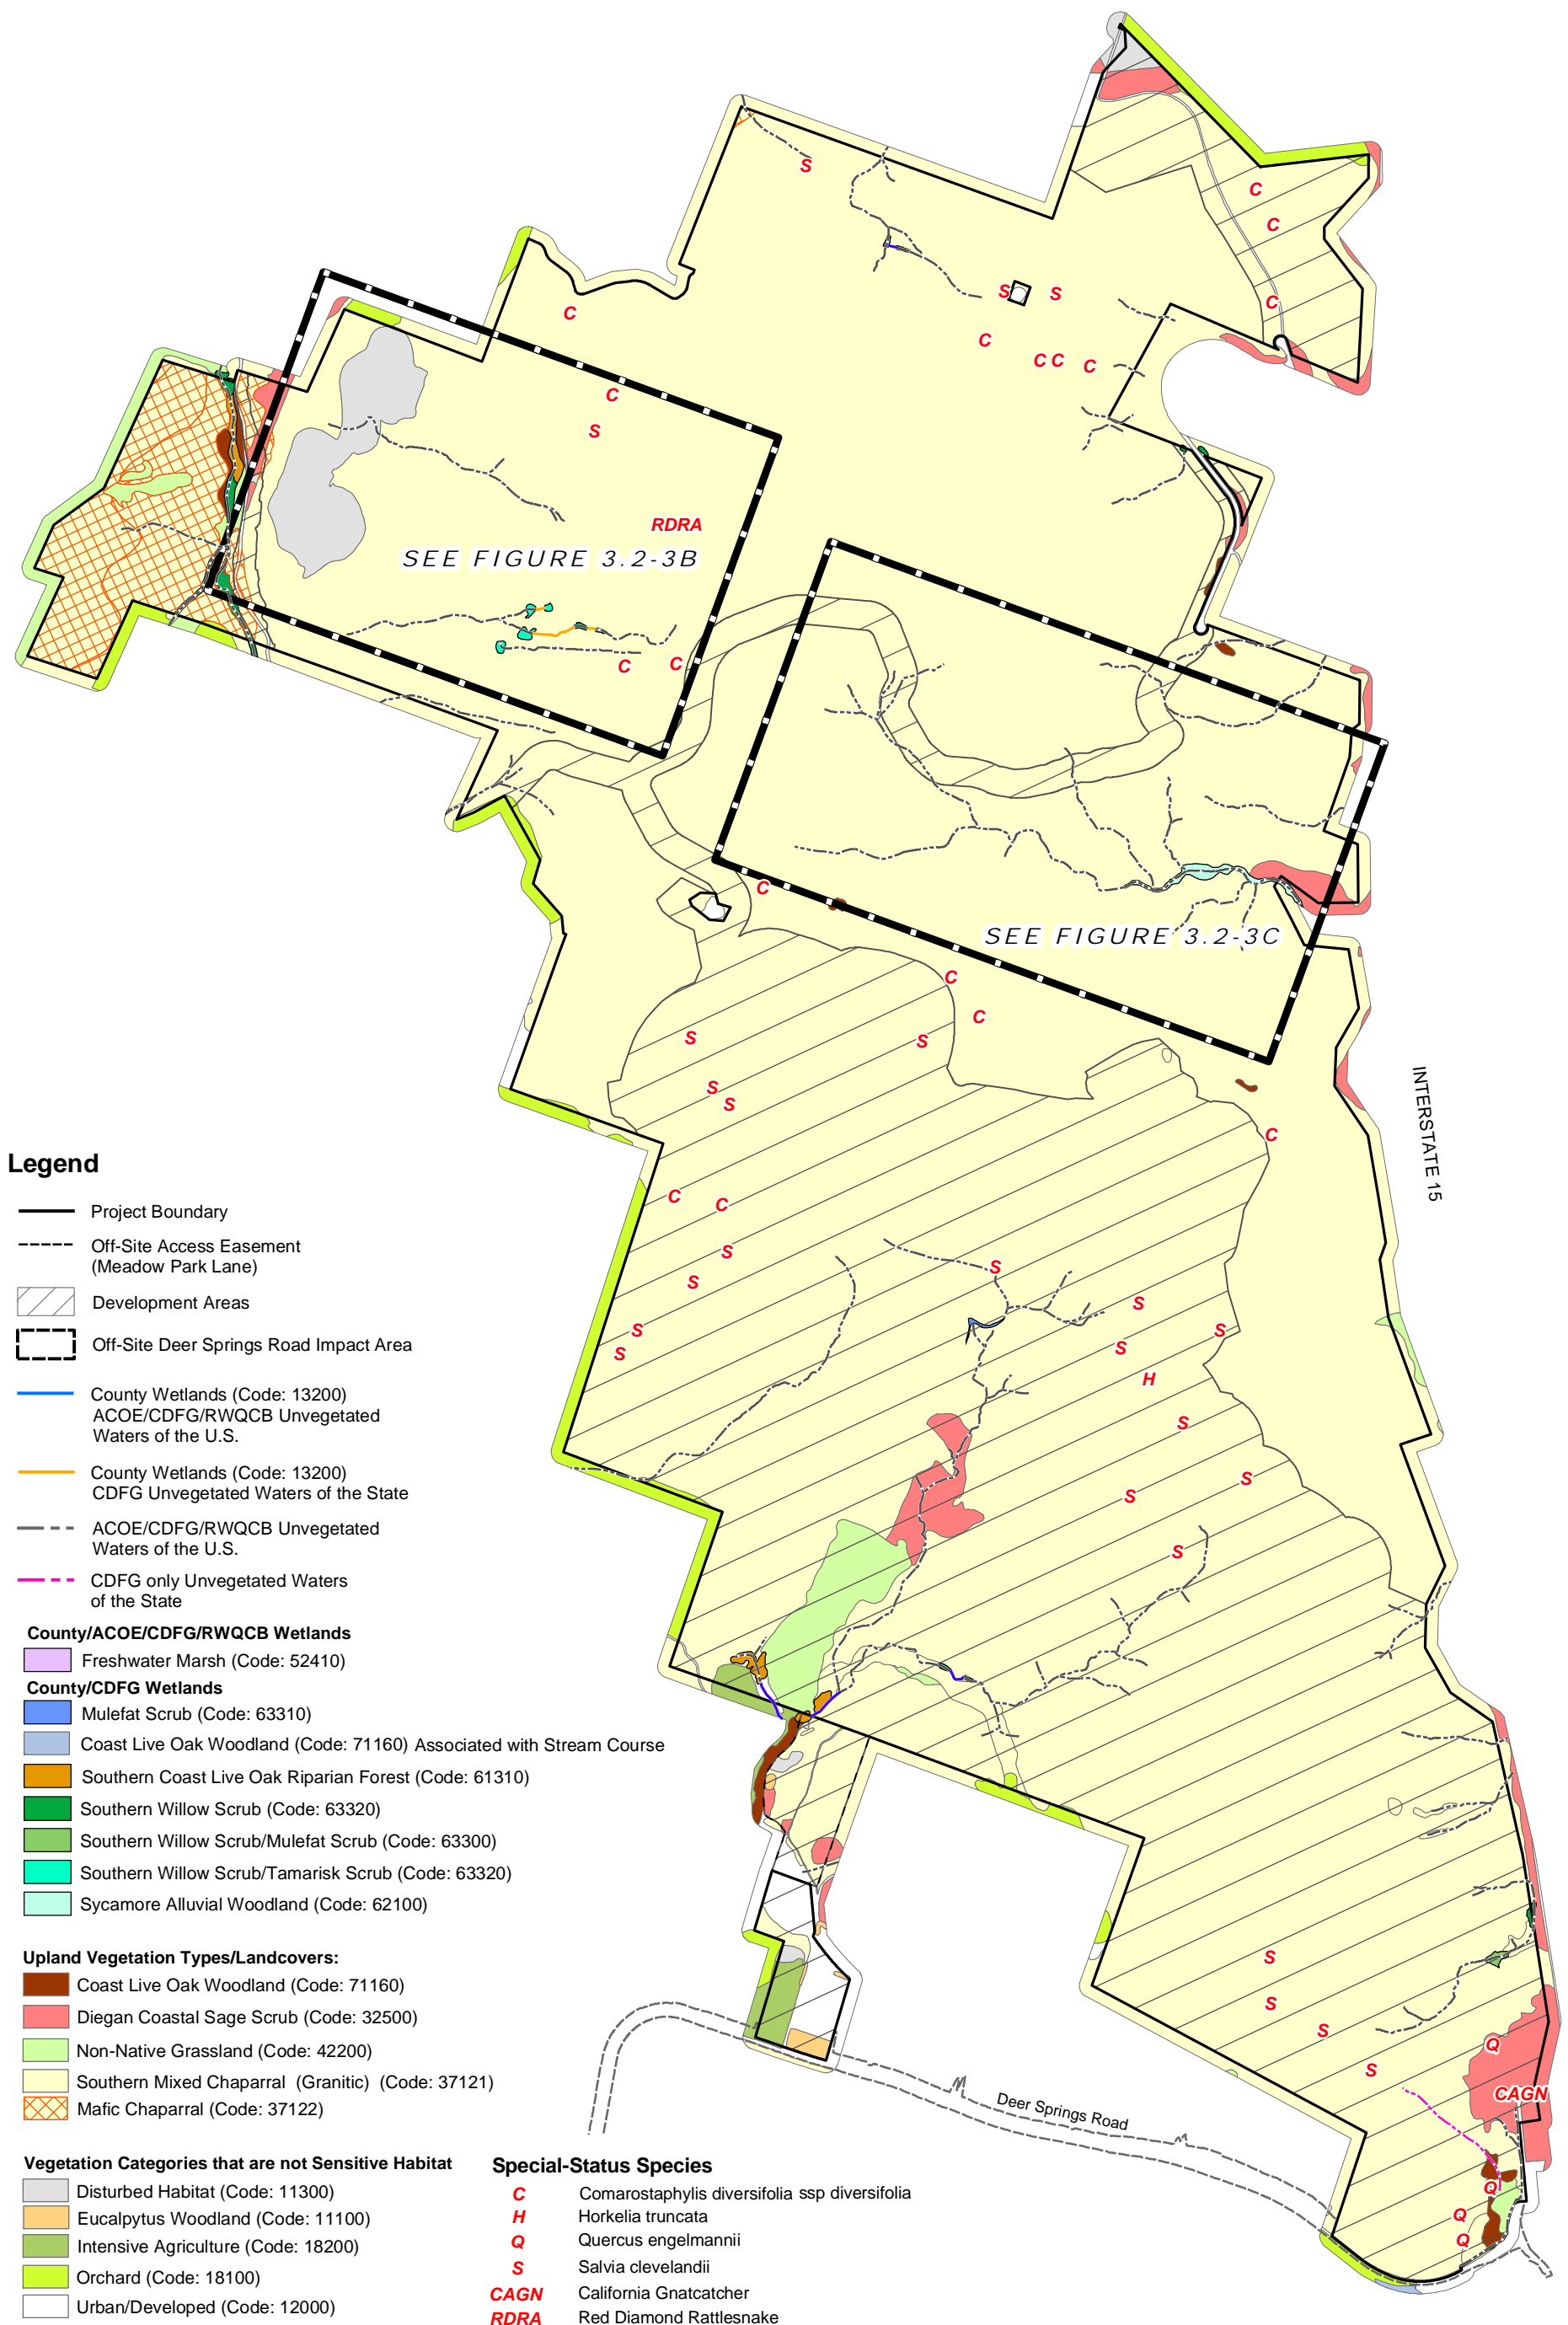 S
C
C
C
S
S
C
C
C C
C
C
S
RDRA
SEE FIGURE 3.2-3B
C
C
C
SEE FIGURE 3.2-3C
C
C
S
S
S
S
C
C
C
S
S
S
S
S
S
S
S
H
S
S
S
S
INTERSTATE 15
S
S
S
S
Q
CAGN
Q
Q
Q
Deer Springs Road
Legend
Project Boundary
Off-Site Access Easement
(Meadow Park Lane)
Development Areas
Off-Site Deer Springs Road Impact Area
County Wetlands (Code: 13200)
ACOE/CDFG/RWQCB Unvegetated
Waters of the U.S.
County Wetlands (Code: 13200)
CDFG Unvegetated Waters of the State
ACOE/CDFG/RWQCB Unvegetated
Waters of the U.S.
CDFG only Unvegetated Waters
of the State
County/ACOE/CDFG/RWQCB Wetlands
Freshwater Marsh (Code: 52410)
County/CDFG Wetlands
Mulefat Scrub (Code: 63310)
Coast Live Oak Woodland (Code: 71160) Associated with Stream Course
Southern Coast Live Oak Riparian Forest (Code: 61310)
Southern Willow Scrub (Code: 63320)
Southern Willow Scrub/Mulefat Scrub (Code: 63300)
Southern Willow Scrub/Tamarisk Scrub (Code: 63320)
Sycamore Alluvial Woodland (Code: 62100)
Upland Vegetation Types/Landcovers:
Coast Live Oak Woodland (Code: 71160)
Diegan Coastal Sage Scrub (Code: 32500)
Non-Native Grassland (Code: 42200)
Southern Mixed Chaparral (Granitic) (Code: 37121)
Mafic Chaparral (Code: 37122)
Vegetation Categories that are not Sensitive Habitat
Disturbed Habitat (Code: 11300)
Eucalpytus Woodland (Code: 11100)
Intensive Agriculture (Code: 18200)
Orchard (Code: 18100)
Urban/Developed (Code: 12000)
Special-Status Species
C Comarostaphylis diversifolia ssp diversifolia
H Horkelia truncata
Q Quercus engelmannii
S Salvia clevelandii
CAGN California Gnatcatcher
RDRA Red Diamond Rattlesnake